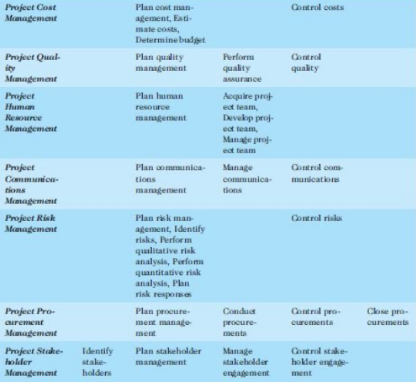 Project Cost
Management
Plan cost man-
agement, Esti-
mate costs,
Determine budget
Control costs
Project Qual-
ity
Management
Plan quality
management
Perform
quality
assurance
Control
quality
Project
Human
Resource
Management
Plan human
resource
management
Acquire proj-
ect team,
Develop proj-
ect team,
Manage proj-
ect team
Project
Communica-
tions
Management
Plan communica-
tions
management
Manage
communica-
tions
Control com-
munications
Project Risk
Management
Plan risk man-
agement, Identify
risks, Perform
qualitative risk
analysis, Perform
quantitative risk
analysis, Plan
risk responses
Control risks
Project Pro-
curement
Management
Plan procure-
ment manage-
ment
Conduct
procure-
ments
Control pro-
curements
Close pro-
curements
Project Stake-
holder
Management
Identify
stake-
holders
Plan stakeholder
management
Manage
stakeholder
engagement
Control stake-
holder engage-
ment